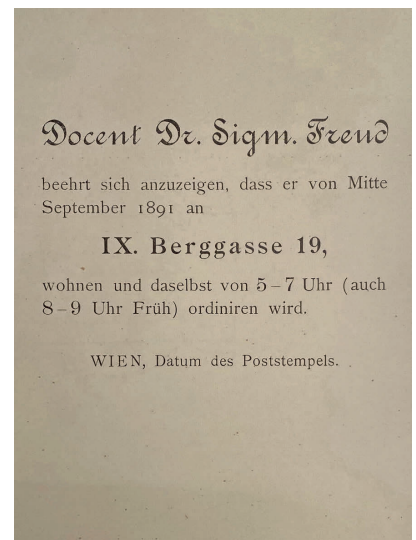 Docent Dr. Sigm. Freud
beehrt sich anzuzeigen, dass er von Mitte
September 1891 an
IX. Berggasse 19,
wohnen und daselbst von 5–7 Uhr (auch
8–9 Uhr Früh) ordiniren wird.
WIEN, Datum des Poststempels.